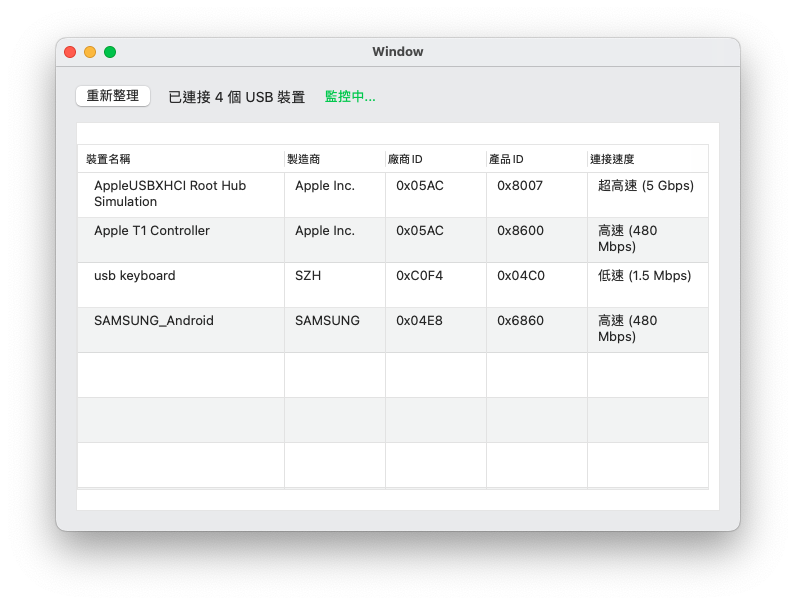 Window
重新整理 已連接 4 個 USB 裝置 監控中...
裝置名稱 製造商 廠商 ID 產品 ID 連接速度
AppleUSBXHCI Root Hub Simulation Apple Inc. 0x05AC 0x8007 超高速 (5 Gbps)
Apple T1 Controller Apple Inc. 0x05AC 0x8600 高速 (480 Mbps)
usb keyboard SZH 0xC0F4 0x04C0 低速 (1.5 Mbps)
SAMSUNG_Android SAMSUNG 0x04E8 0x6860 高速 (480 Mbps)